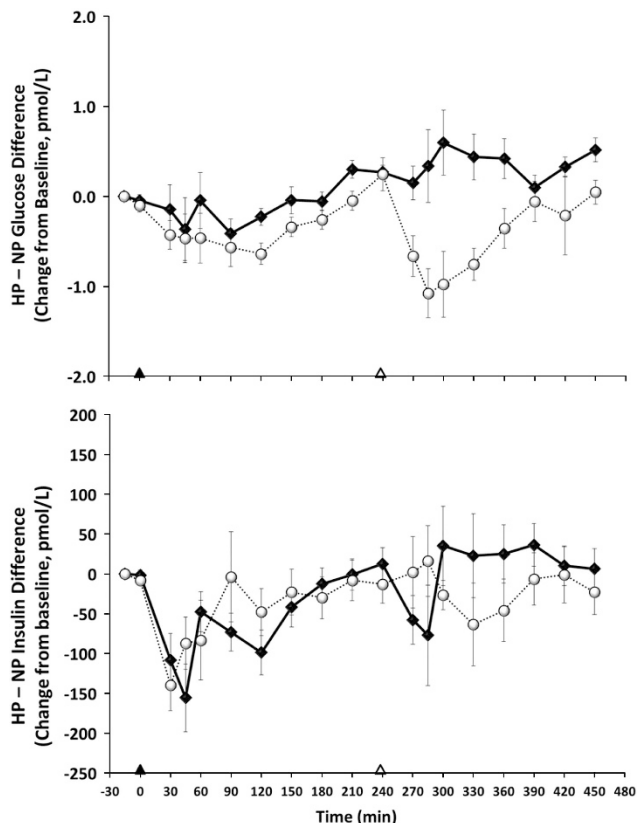 HP – NP Glucose Difference
(Change from Baseline, pmol/L)
2.0
1.0
0.0
-1.0
-2.0
HP – NP Insulin Difference
(Change from baseline, pmol/L)
200
150
100
50
0
-50
-100
-150
-200
-250
-30 0 30 60 90 120 150 180 210 240 270 300 330 360 390 420 450 480
Time (min)